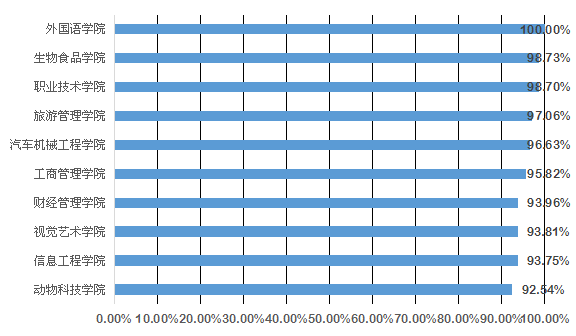 外国语学院 100.00%
生物食品学院 98.73%
职业技术学院 98.70%
旅游管理学院 97.06%
汽车机械工程学院 96.63%
工商管理学院 95.82%
财经管理学院 93.96%
视觉艺术学院 93.81%
信息工程学院 93.75%
动物科技学院 92.54%
0.00% 10.00% 20.00% 30.00% 40.00% 50.00% 60.00% 70.00% 80.00% 90.00% 100.00%